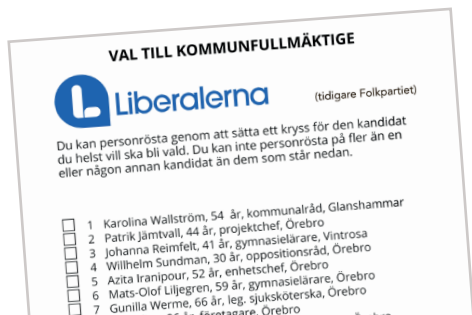 VAL TILL KOMMUNFULLMÄKTIGE
L Liberalerna (tidigare Folkpartiet)
Du kan personrösta genom att sätta ett kryss för den kandidat
du helst vill ska bli vald. Du kan inte personrösta på fler än en
eller någon annan kandidat än dem som står nedan.
1 Karolina Wallström, 54 år, kommunalråd, Glanshammar
2 Patrik Jämtvall, 44 år, projektchef, Örebro
3 Johanna Reimfelt, 41 år, gymnasielärare, Vintrosa
4 Willhelm Sundman, 30 år, oppositionsråd, Örebro
5 Azita Iranipour, 52 år, enhetschef, Örebro
6 Mats-Olof Liljegren, 59 år, gymnasielärare, Örebro
7 Gunilla Werme, 66 år, leg. sjuksköterska, Örebro
år, företagare, Örebro